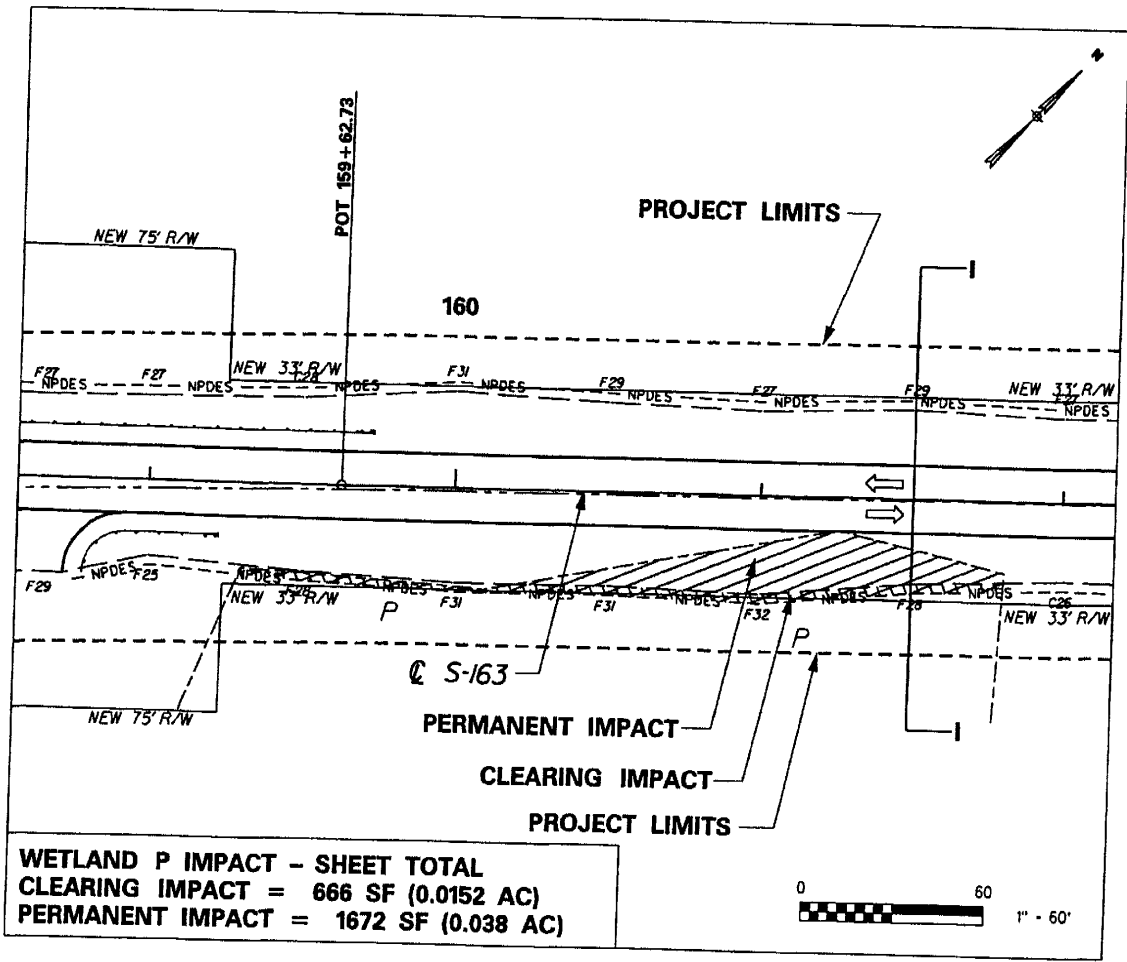 N
POT 159+62.73
PROJECT LIMITS
NEW 75' R/W
160
F27
F27
NEW 33' R/W
F31
F29
F27
F29
NEW 33' R/W
NPDES
NPDES
NPDES
NPDES
NPDES
NPDES
NPDES
NPDES
F29
NPDES
F25
NPDES
NEW 33' R/W
F31
NPDES
F31
NPDES
F32
NPDES
F28
NPDES
C26
NEW 33' R/W
P
P
℄ S-163
NEW 75' R/W
PERMANENT IMPACT
CLEARING IMPACT
PROJECT LIMITS
I
I
WETLAND P IMPACT - SHEET TOTAL
CLEARING IMPACT = 666 SF (0.0152 AC)
PERMANENT IMPACT = 1672 SF (0.038 AC)
0 60
1" - 60'